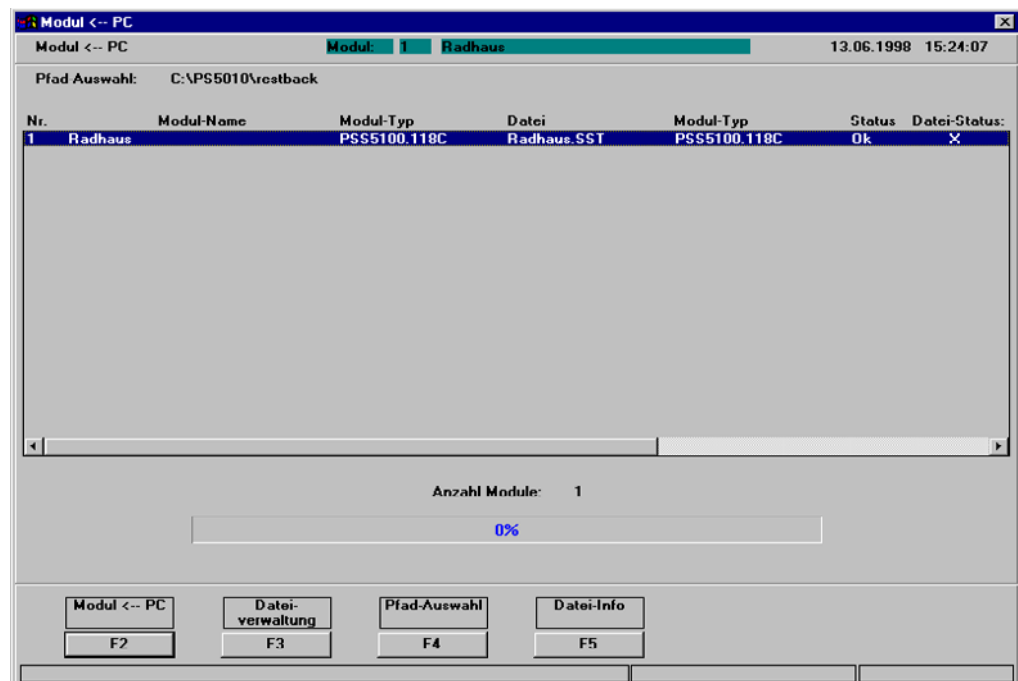 Modul <-- PC
Modul <-- PC Modul: 1 Radhaus 13.06.1998 15:24:07
Pfad-Auswahl: C:\PS5010\restback
Nr. Modul-Name Modul-Typ Datei Modul-Typ Status Datei-Status:
1 Radhaus PSS5100.118C Radhaus.SST PSS5100.118C Ok X
Anzahl Module: 1
0%
Modul <-- PC Datei- Pfad-Auswahl Datei-Info
verwaltung
F2 F3 F4 F5